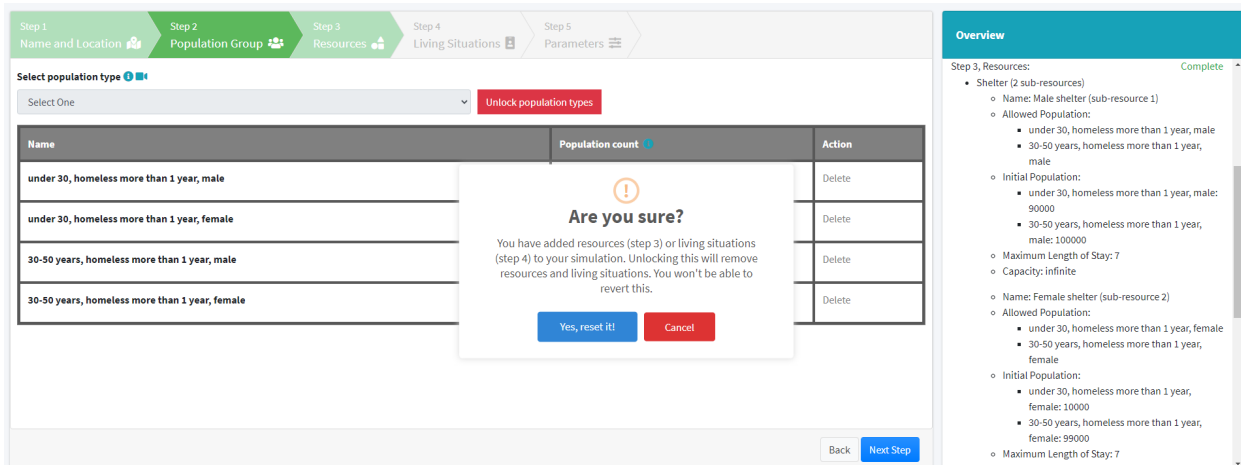 Step 1
Name and Location
Step 2
Population Group
Step 3
Resources
Step 4
Living Situations
Step 5
Parameters
Select population type
Select One
Unlock population types
Name
Population count
Action
under 30, homeless more than 1 year, male
Delete
under 30, homeless more than 1 year, female
Delete
30-50 years, homeless more than 1 year, male
Delete
30-50 years, homeless more than 1 year, female
Delete
Are you sure?
You have added resources (step 3) or living situations
(step 4) to your simulation. Unlocking this will remove
resources and living situations. You won't be able to
revert this.
Yes, reset it!
Cancel
Back
Next Step
Overview
Step 3, Resources:
Complete
Shelter (2 sub-resources)
Name: Male shelter (sub-resource 1)
Allowed Population:
under 30, homeless more than 1 year, male
30-50 years, homeless more than 1 year,
male
Initial Population:
under 30, homeless more than 1 year, male:
90000
30-50 years, homeless more than 1 year,
male: 100000
Maximum Length of Stay: 7
Capacity: infinite
Name: Female shelter (sub-resource 2)
Allowed Population:
under 30, homeless more than 1 year, female
30-50 years, homeless more than 1 year,
female
Initial Population:
under 30, homeless more than 1 year,
female: 10000
30-50 years, homeless more than 1 year,
female: 99000
Maximum Length of Stay: 7